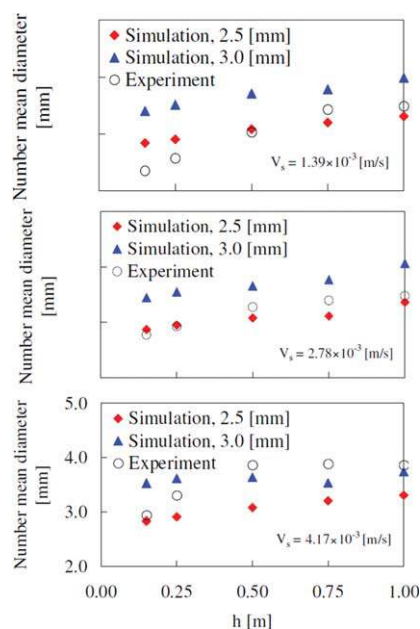 Number mean diameter
[mm]
Simulation, 2.5 [mm]
Simulation, 3.0 [mm]
Experiment
Vs = 1.39×10-3 [m/s]
Number mean diameter
[mm]
Simulation, 2.5 [mm]
Simulation, 3.0 [mm]
Experiment
Vs = 2.78×10-3 [m/s]
Number mean diameter
[mm]
5.0
4.0
3.0
2.0
Simulation, 2.5 [mm]
Simulation, 3.0 [mm]
Experiment
Vs = 4.17×10-3 [m/s]
0.00 0.25 0.50 0.75 1.00
h [m]